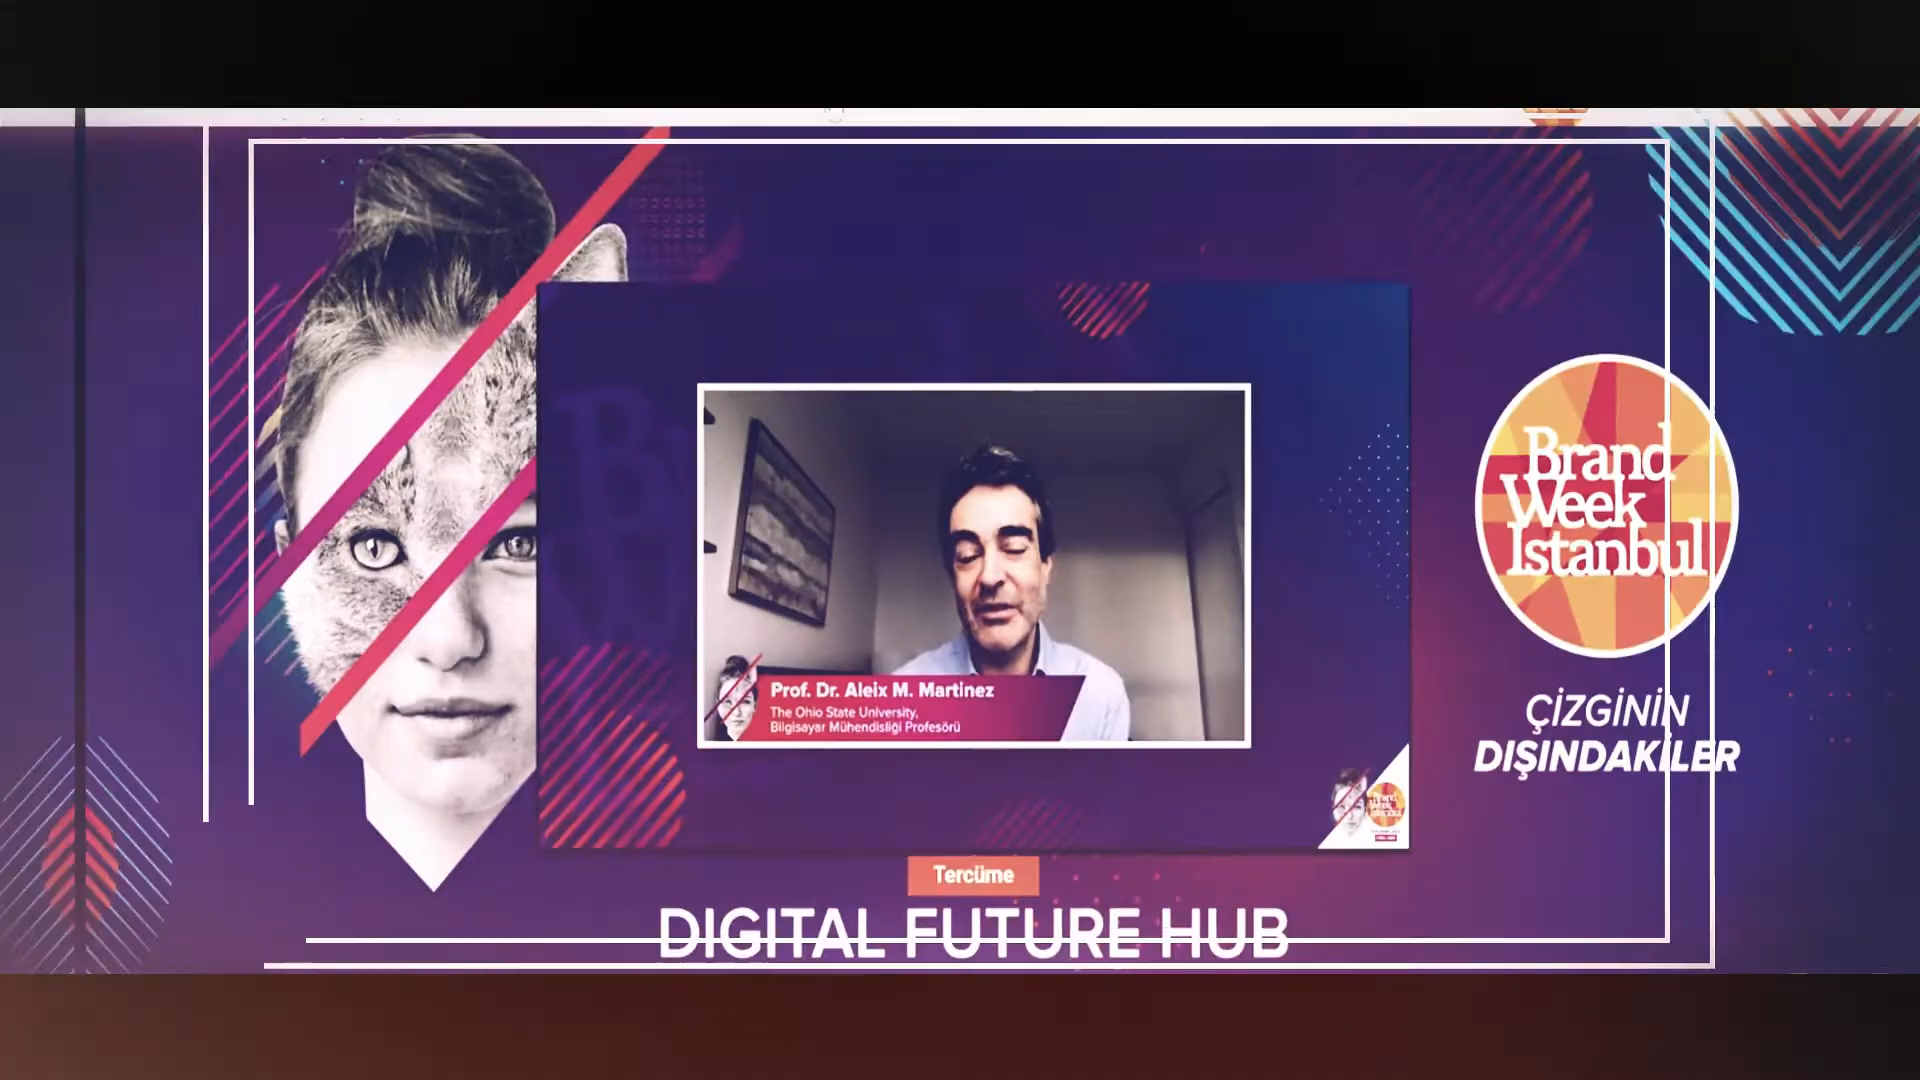 Brand
Week
Istanbul
ÇİZGİNİN
DIŞINDAKİLER
Prof. Dr. Aleix M. Martinez
The Ohio State University,
Bilgisayar Mühendisliği Profesörü
Tercüme
DIGITAL FUTURE HUB